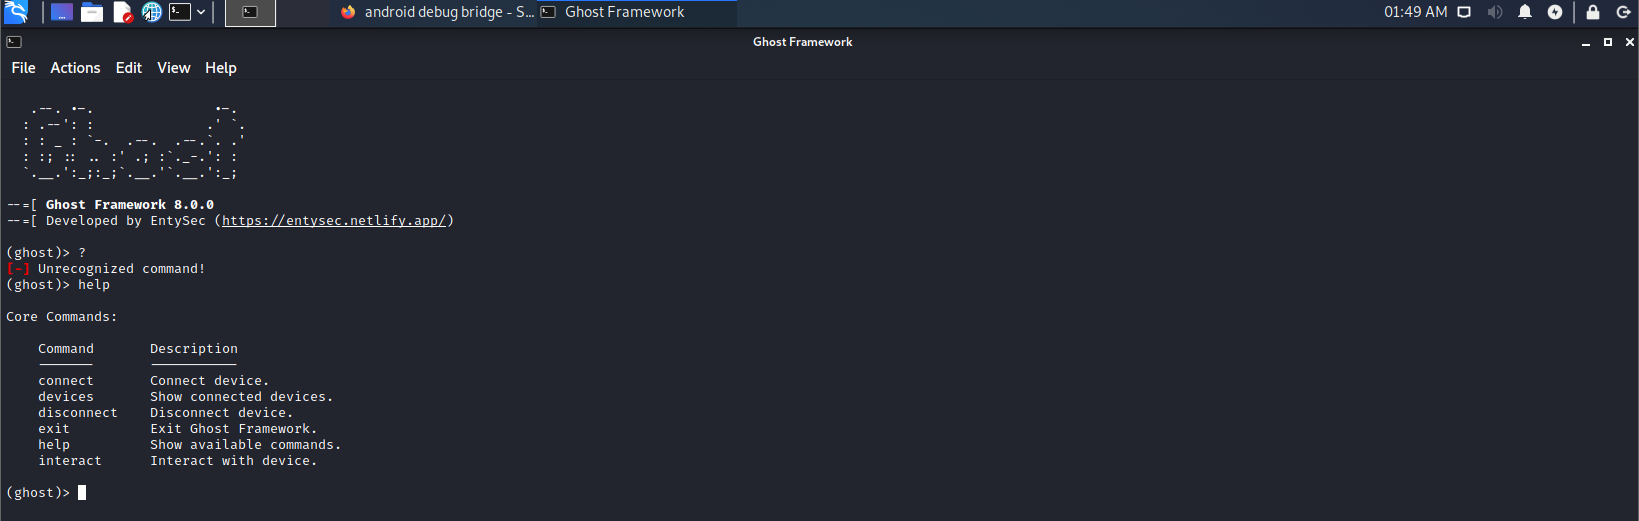 android debug bridge - S...
Ghost Framework
01:49 AM
Ghost Framework
File Actions Edit View Help
--=[ Ghost Framework 8.0.0
--=[ Developed by EntySec (https://entysec.netlify.app/)
(ghost)> ?
[-] Unrecognized command!
(ghost)> help
Core Commands:
Command Description
------- -----------
connect Connect device.
devices Show connected devices.
disconnect Disconnect device.
exit Exit Ghost Framework.
help Show available commands.
interact Interact with device.
(ghost)>